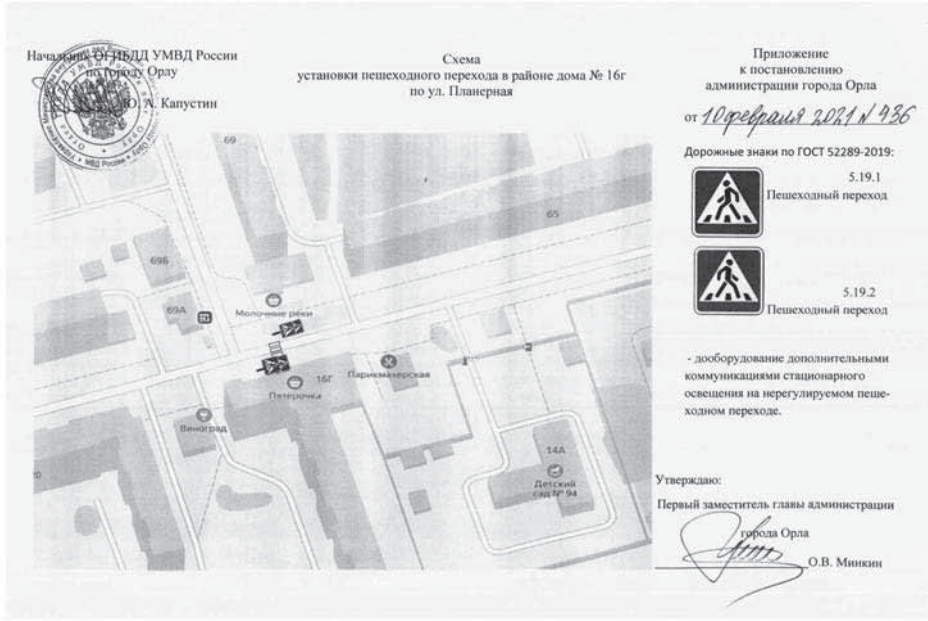 Начальник ОГИБДД УМВД России
по городу Орлу
Ю. А. Капустин
Схема
установки пешеходного перехода в районе дома № 16г
по ул. Планерная
Приложение
к постановлению
администрации города Орла
от 10 февраля 2021 № 436
Дорожные знаки по ГОСТ 52289-2019:
5.19.1
Пешеходный переход
5.19.2
Пешеходный переход
- дооборудование дополнительными
коммуникациями стационарного
освещения на нерегулируемом пеше-
ходном переходе.
Утверждаю:
Первый заместитель главы администрации
города Орла
О.В. Минкин
69
65
69Б
69А
Молочные реки
16Г
Пятерочка
Парикмахерская
Виноград
14А
Детский
сад № 94